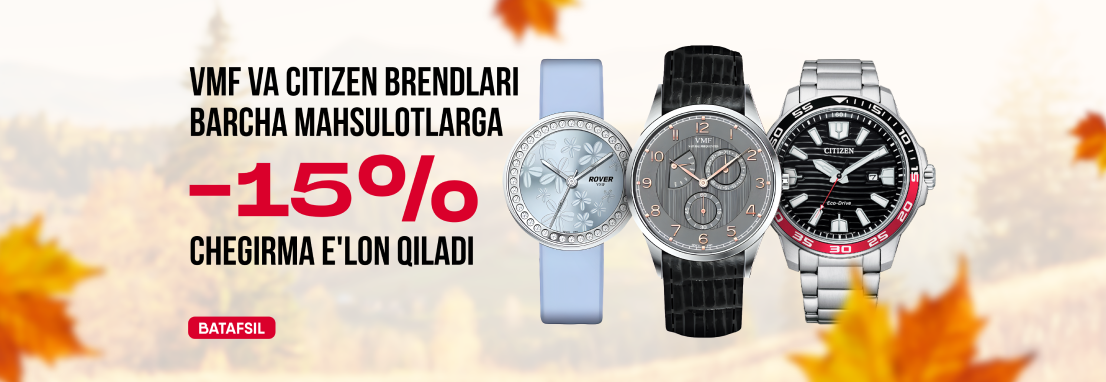 VMF VA CITIZEN BRENDLARI
BARCHA MAHSULOTLARGA
-15%
CHEGIRMA E'LON QILADI
BATAFSIL
ROVER
VMF
CITIZEN
Eco-Drive